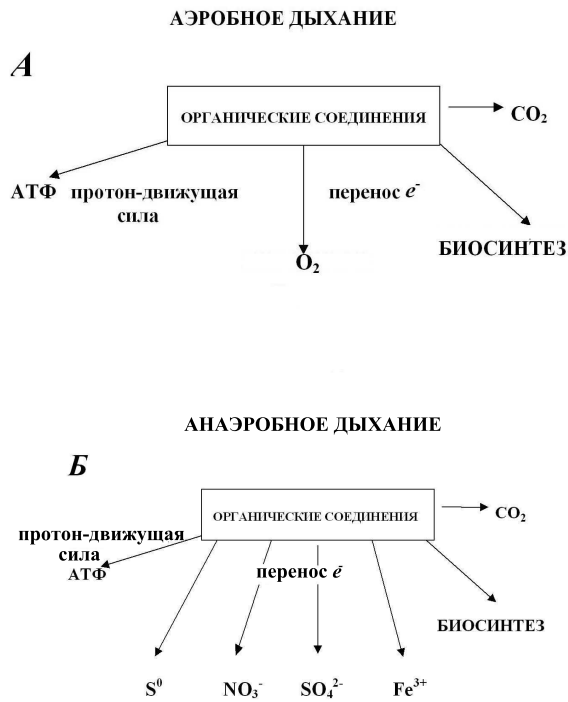 АЭРОБНОЕ ДЫХАНИЕ
А
ОРГАНИЧЕСКИЕ СОЕДИНЕНИЯ
CO₂
АТФ протон-движущая
сила
перенос e⁻
БИОСИНТЕЗ
O₂
АНАЭРОБНОЕ ДЫХАНИЕ
Б
ОРГАНИЧЕСКИЕ СОЕДИНЕНИЯ
CO₂
протон-движущая
сила
АТФ
перенос e⁻
БИОСИНТЕЗ
S⁰ NO₃⁻ SO₄²⁻ Fe³⁺